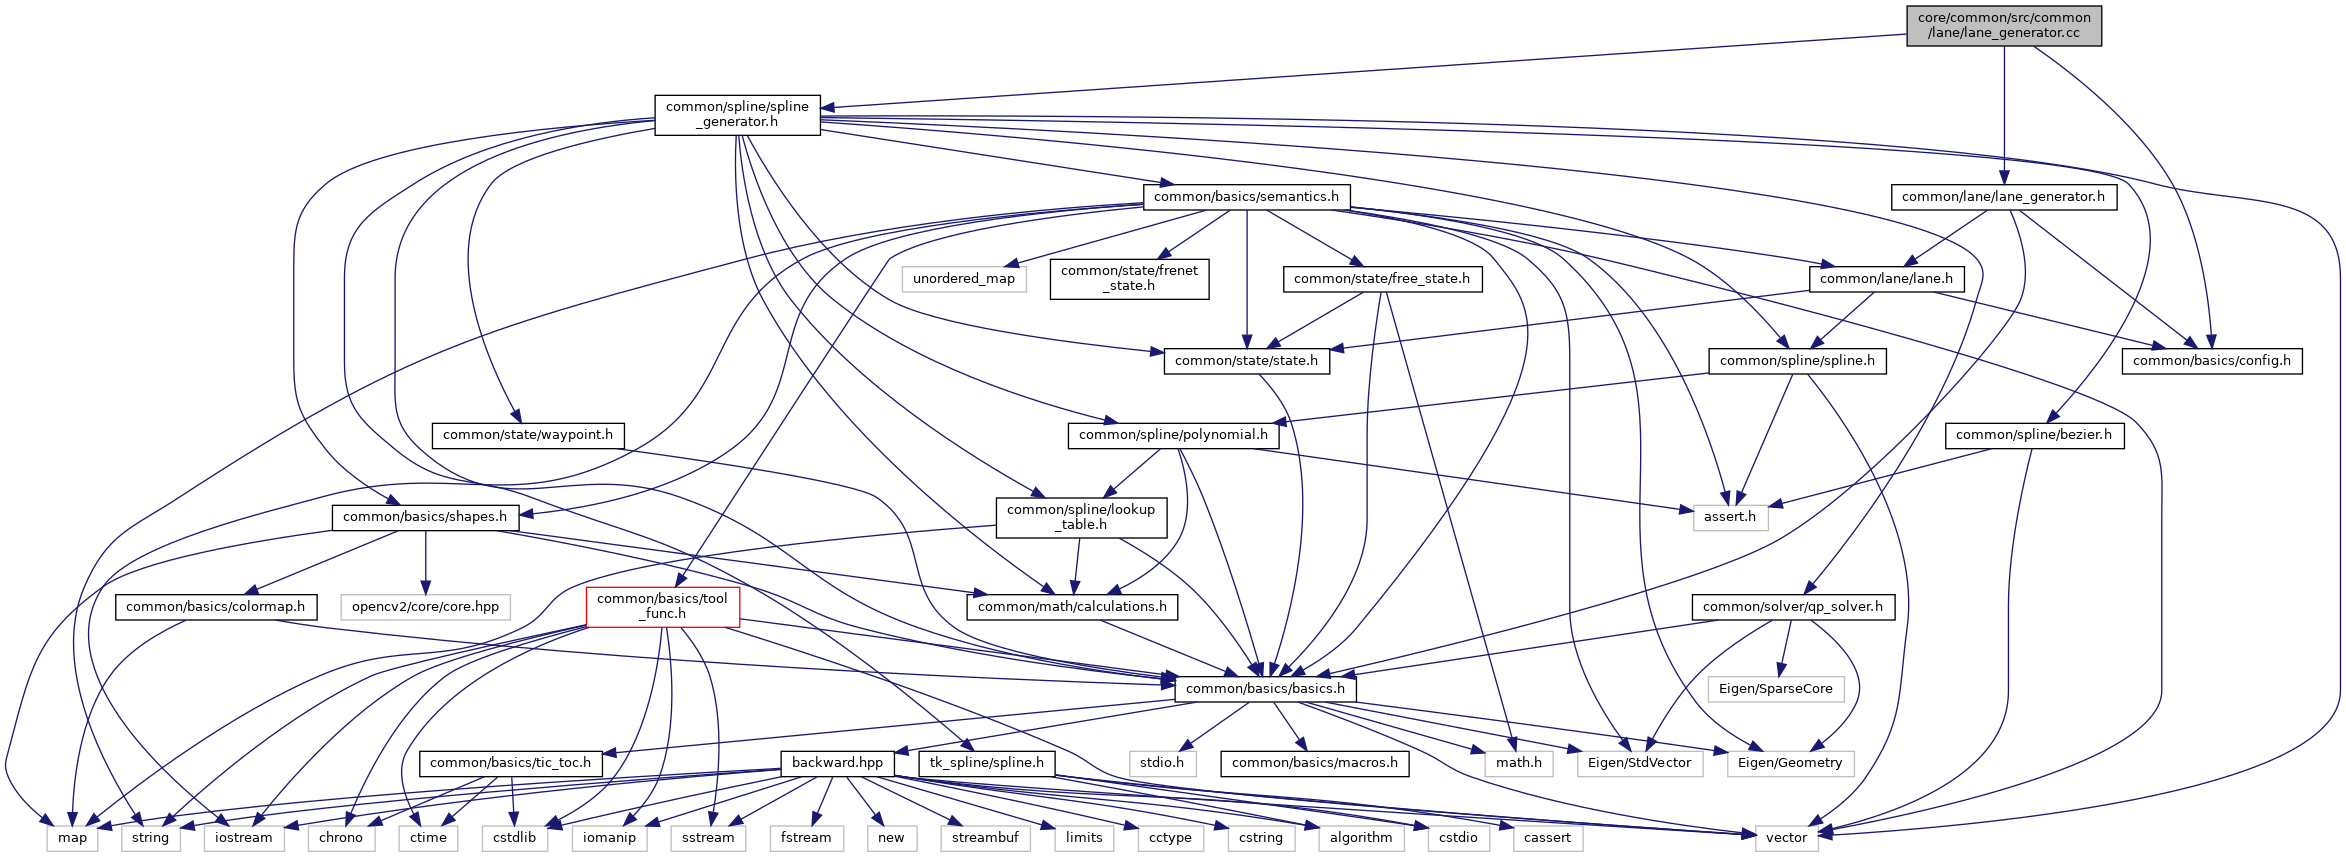 core/common/src/common
/lane/lane_generator.cc
common/spline/spline
_generator.h
common/basics/semantics.h
common/lane/lane_generator.h
unordered_map
common/state/frenet
_state.h
common/state/free_state.h
common/lane/lane.h
common/state/state.h
common/spline/spline.h
common/basics/config.h
common/state/waypoint.h
common/spline/polynomial.h
common/spline/bezier.h
common/basics/shapes.h
common/spline/lookup
_table.h
assert.h
common/basics/colormap.h
opencv2/core/core.hpp
common/basics/tool
_func.h
common/math/calculations.h
common/solver/qp_solver.h
common/basics/basics.h
Eigen/SparseCore
common/basics/tic_toc.h
backward.hpp
tk_spline/spline.h
stdio.h
common/basics/macros.h
math.h
Eigen/StdVector
Eigen/Geometry
map
string
iostream
chrono
ctime
cstdlib
iomanip
sstream
fstream
new
streambuf
limits
cctype
cstring
algorithm
cstdio
cassert
vector